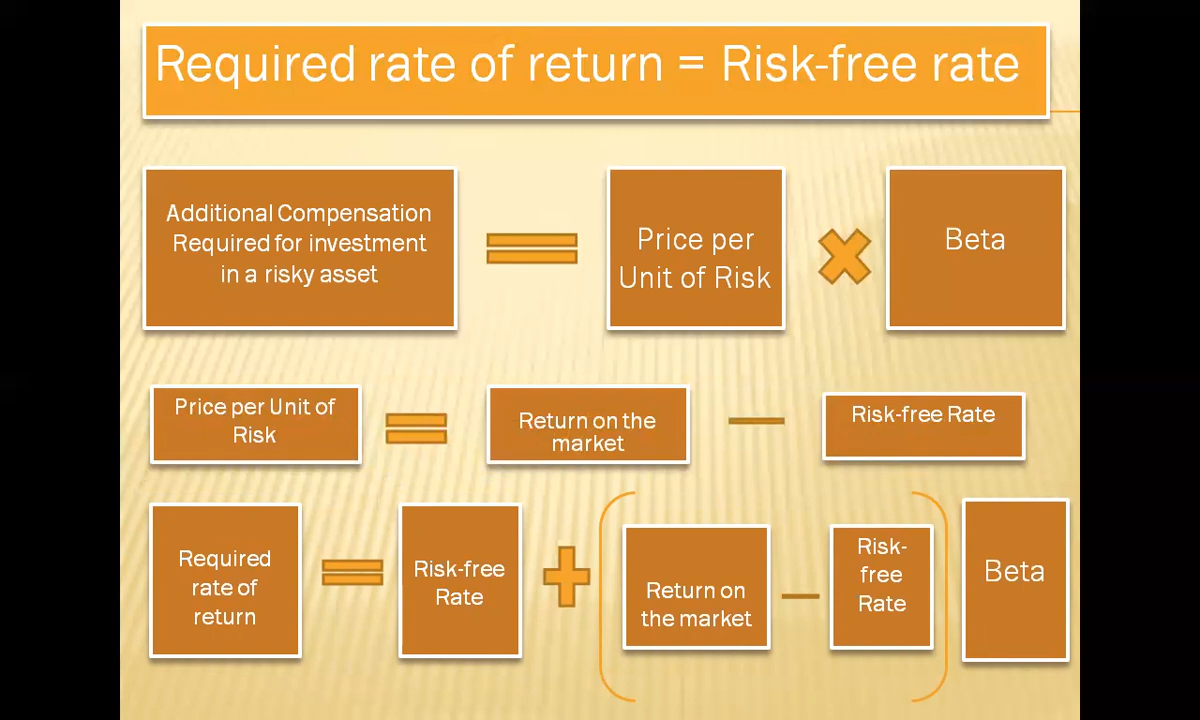 Required rate of return = Risk-free rate
Additional Compensation
Required for investment
in a risky asset
Price per
Unit of Risk
Beta
Price per Unit of
Risk
Return on the
market
Risk-free Rate
Required
rate of
return
Risk-free
Rate
Return on
the market
Risk-
free
Rate
Beta